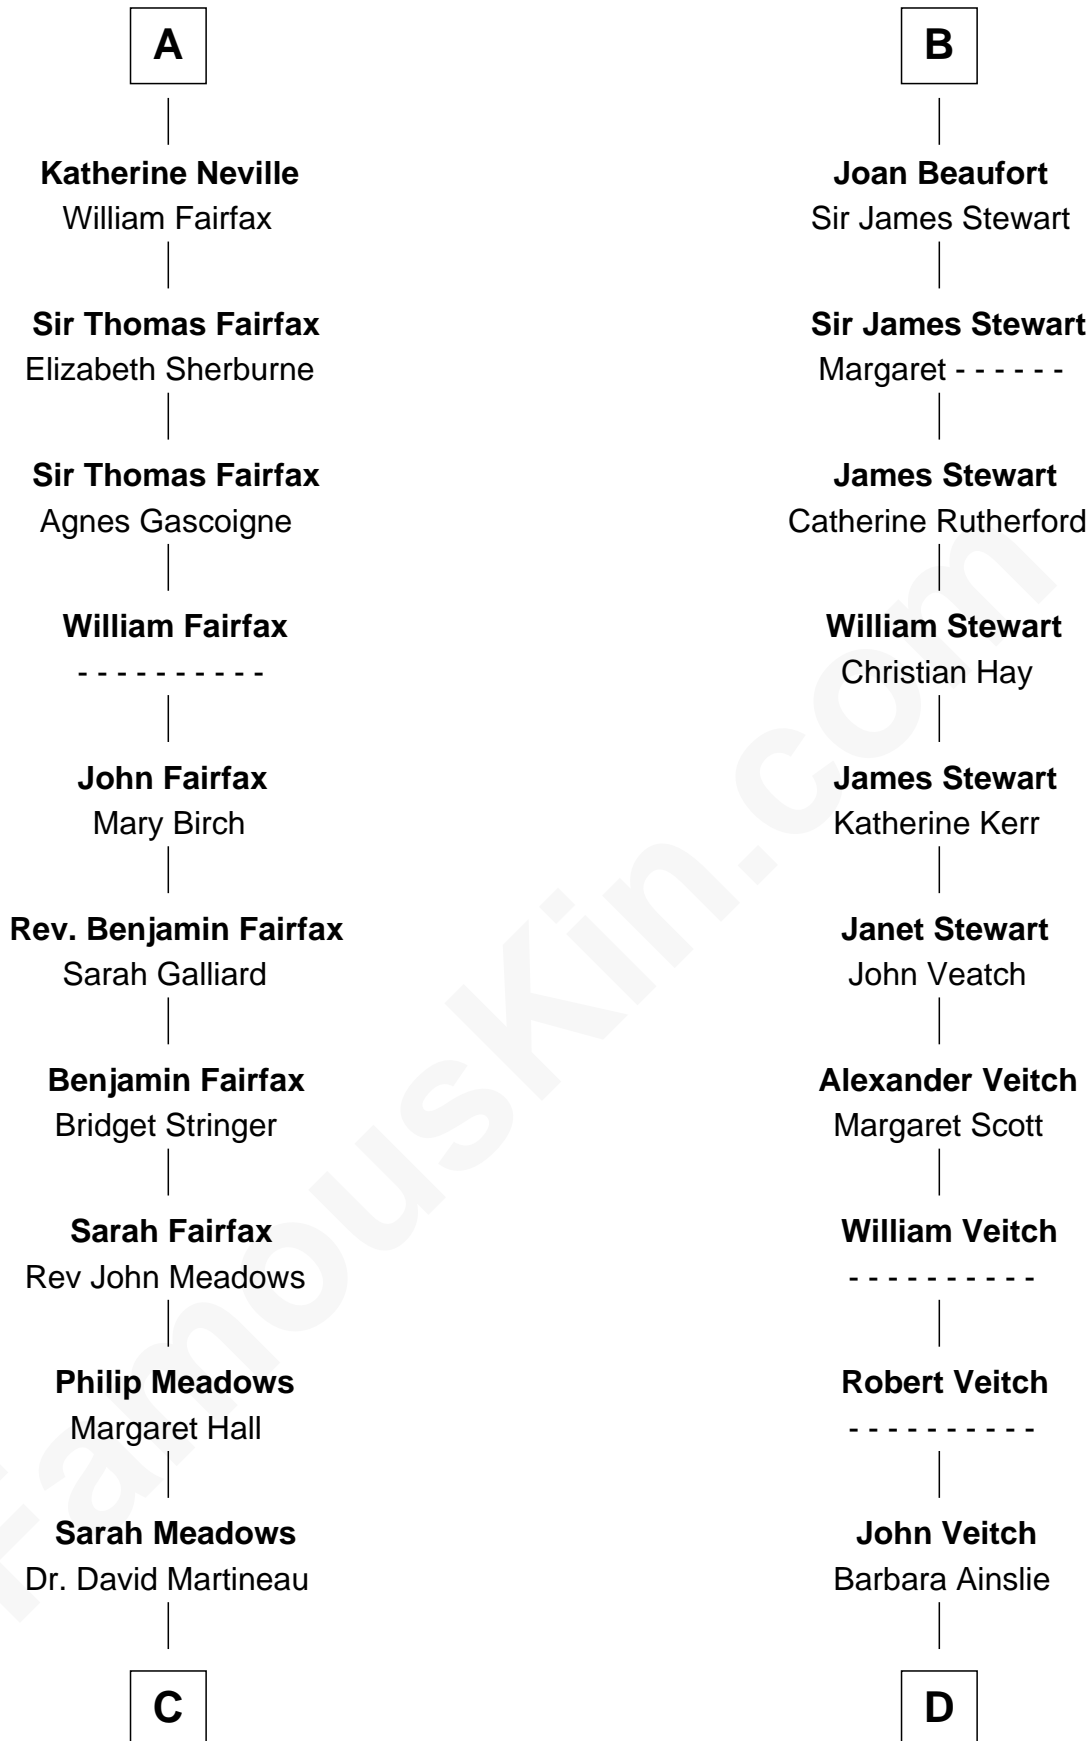 A
Katherine Neville
William Fairfax
Sir Thomas Fairfax
Elizabeth Sherburne
Sir Thomas Fairfax
Agnes Gascoigne
William Fairfax
- - - - - - - - - -
John Fairfax
Mary Birch
Rev. Benjamin Fairfax
Sarah Galliard
Benjamin Fairfax
Bridget Stringer
Sarah Fairfax
Rev John Meadows
Philip Meadows
Margaret Hall
Sarah Meadows
Dr. David Martineau
C
B
Joan Beaufort
Sir James Stewart
Sir James Stewart
Margaret - - - - - -
James Stewart
Catherine Rutherford
William Stewart
Christian Hay
James Stewart
Katherine Kerr
Janet Stewart
John Veatch
Alexander Veitch
Margaret Scott
William Veitch
- - - - - - - - - -
Robert Veitch
- - - - - - - - - -
John Veitch
Barbara Ainslie
D
FamousKin.com